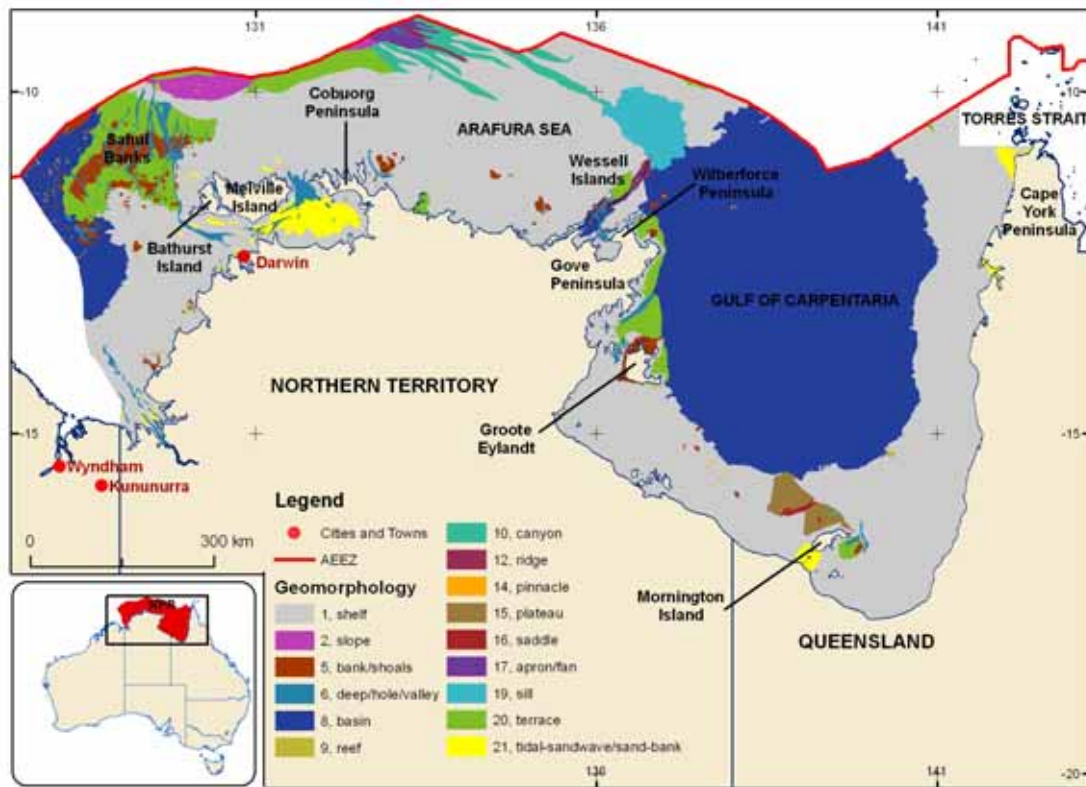 131
136
141
-10
-10
TORRES STRAIT
Cobuorg
Peninsula
ARAFURA SEA
Sahul
Banks
Wessell
Islands
Wilberforce
Peninsula
Melville
Island
Cape
York
Peninsula
Bathurst
Island
Darwin
Gove
Peninsula
GULF OF CARPENTARIA
NORTHERN TERRITORY
Groote
Eylandt
-15
-15
Wyndham
Kununurra
Legend
Cities and Towns
AEEZ
Geomorphology
1, shelf
2, slope
5, bank/shoals
6, deep/hole/valley
8, basin
9, reef
10, canyon
12, ridge
14, pinnacle
15, plateau
16, saddle
17, apron/fan
19, sill
20, terrace
21, tidal-sandwave/sand-bank
0
300 km
Mornington
Island
QUEENSLAND
136
141
-20